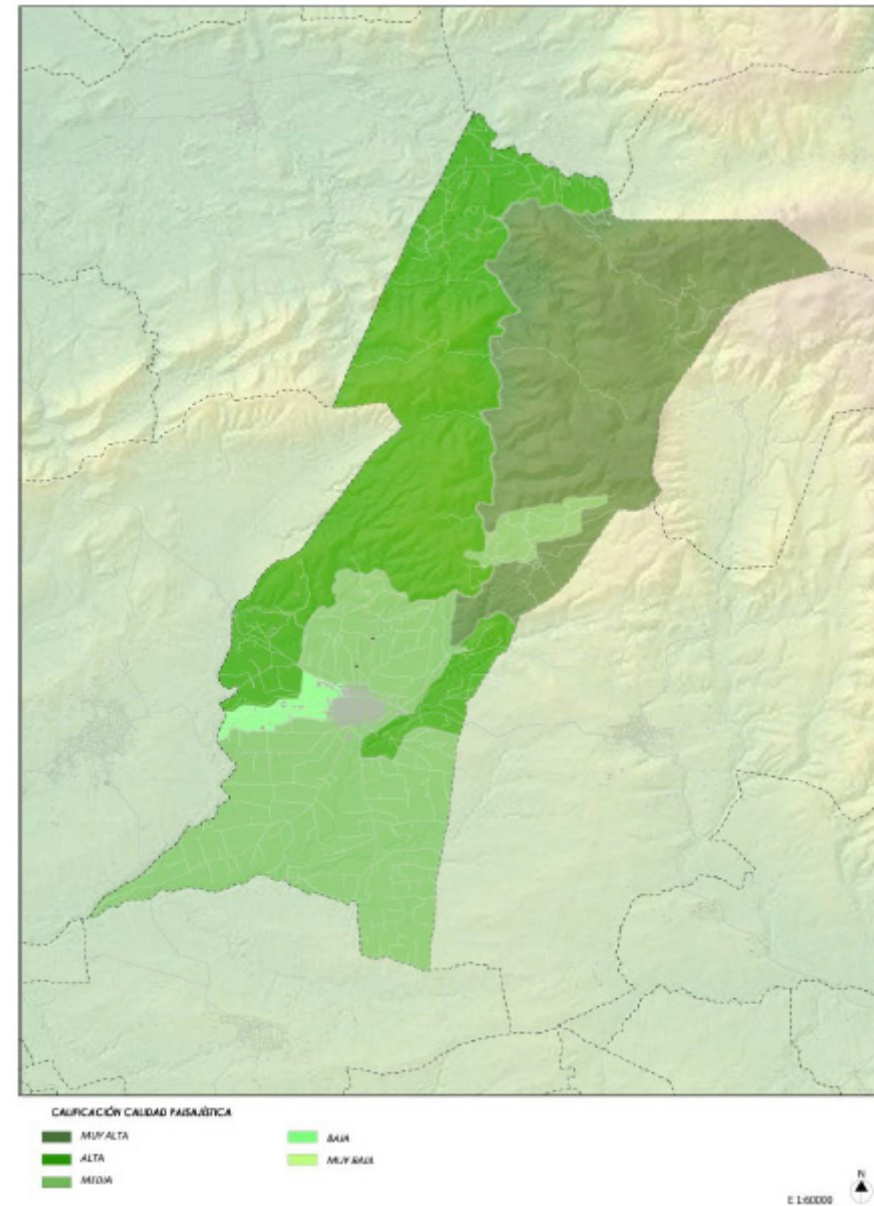 CALIFICACIÓN CALIDAD PAISAJÍSTICA
MUY ALTA
ALTA
MEDIA
BAJA
MUY BAJA
N
E 1:60000